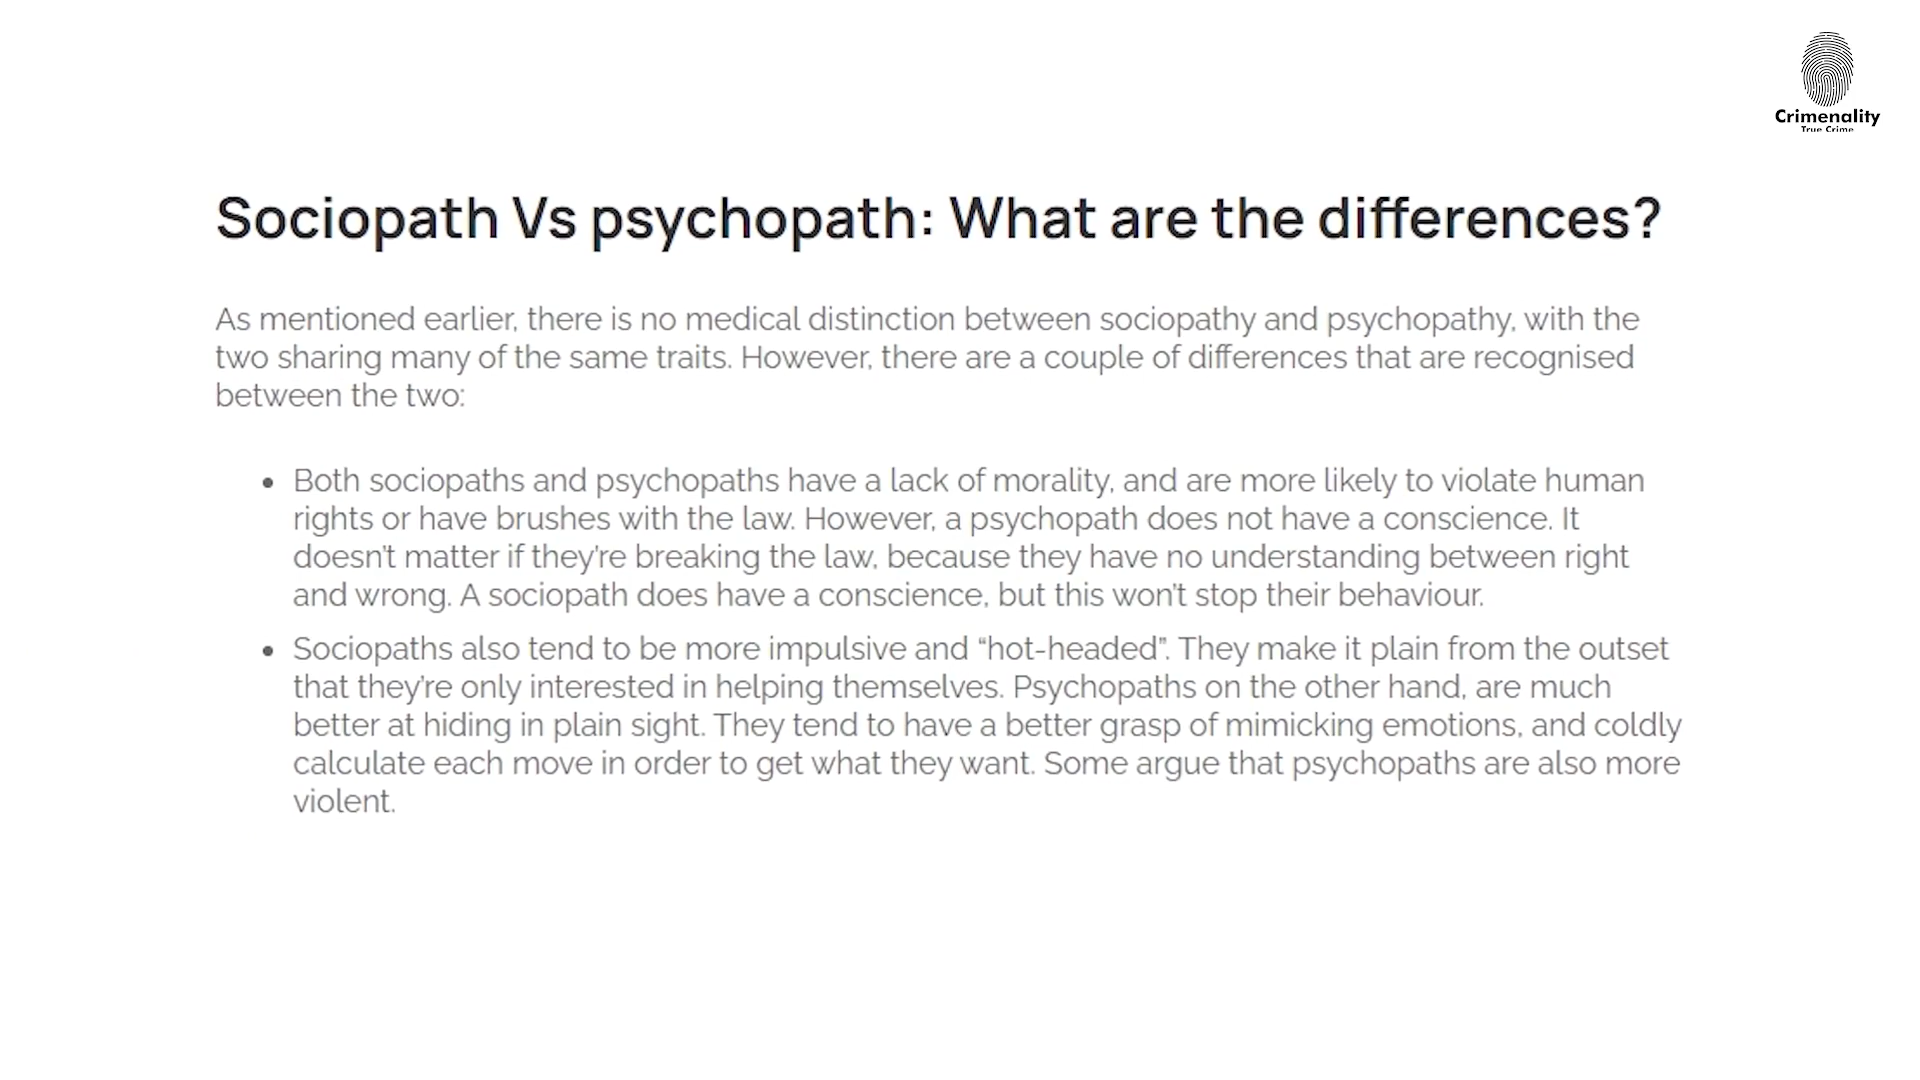 Crimenality
True Crime
Sociopath Vs psychopath: What are the differences?
As mentioned earlier, there is no medical distinction between sociopathy and psychopathy, with the
two sharing many of the same traits. However, there are a couple of differences that are recognised
between the two:
• Both sociopaths and psychopaths have a lack of morality, and are more likely to violate human
rights or have brushes with the law. However, a psychopath does not have a conscience. It
doesn't matter if they're breaking the law, because they have no understanding between right
and wrong. A sociopath does have a conscience, but this won't stop their behaviour.
• Sociopaths also tend to be more impulsive and “hot-headed”. They make it plain from the outset
that they're only interested in helping themselves. Psychopaths on the other hand, are much
better at hiding in plain sight. They tend to have a better grasp of mimicking emotions, and coldly
calculate each move in order to get what they want. Some argue that psychopaths are also more
violent.